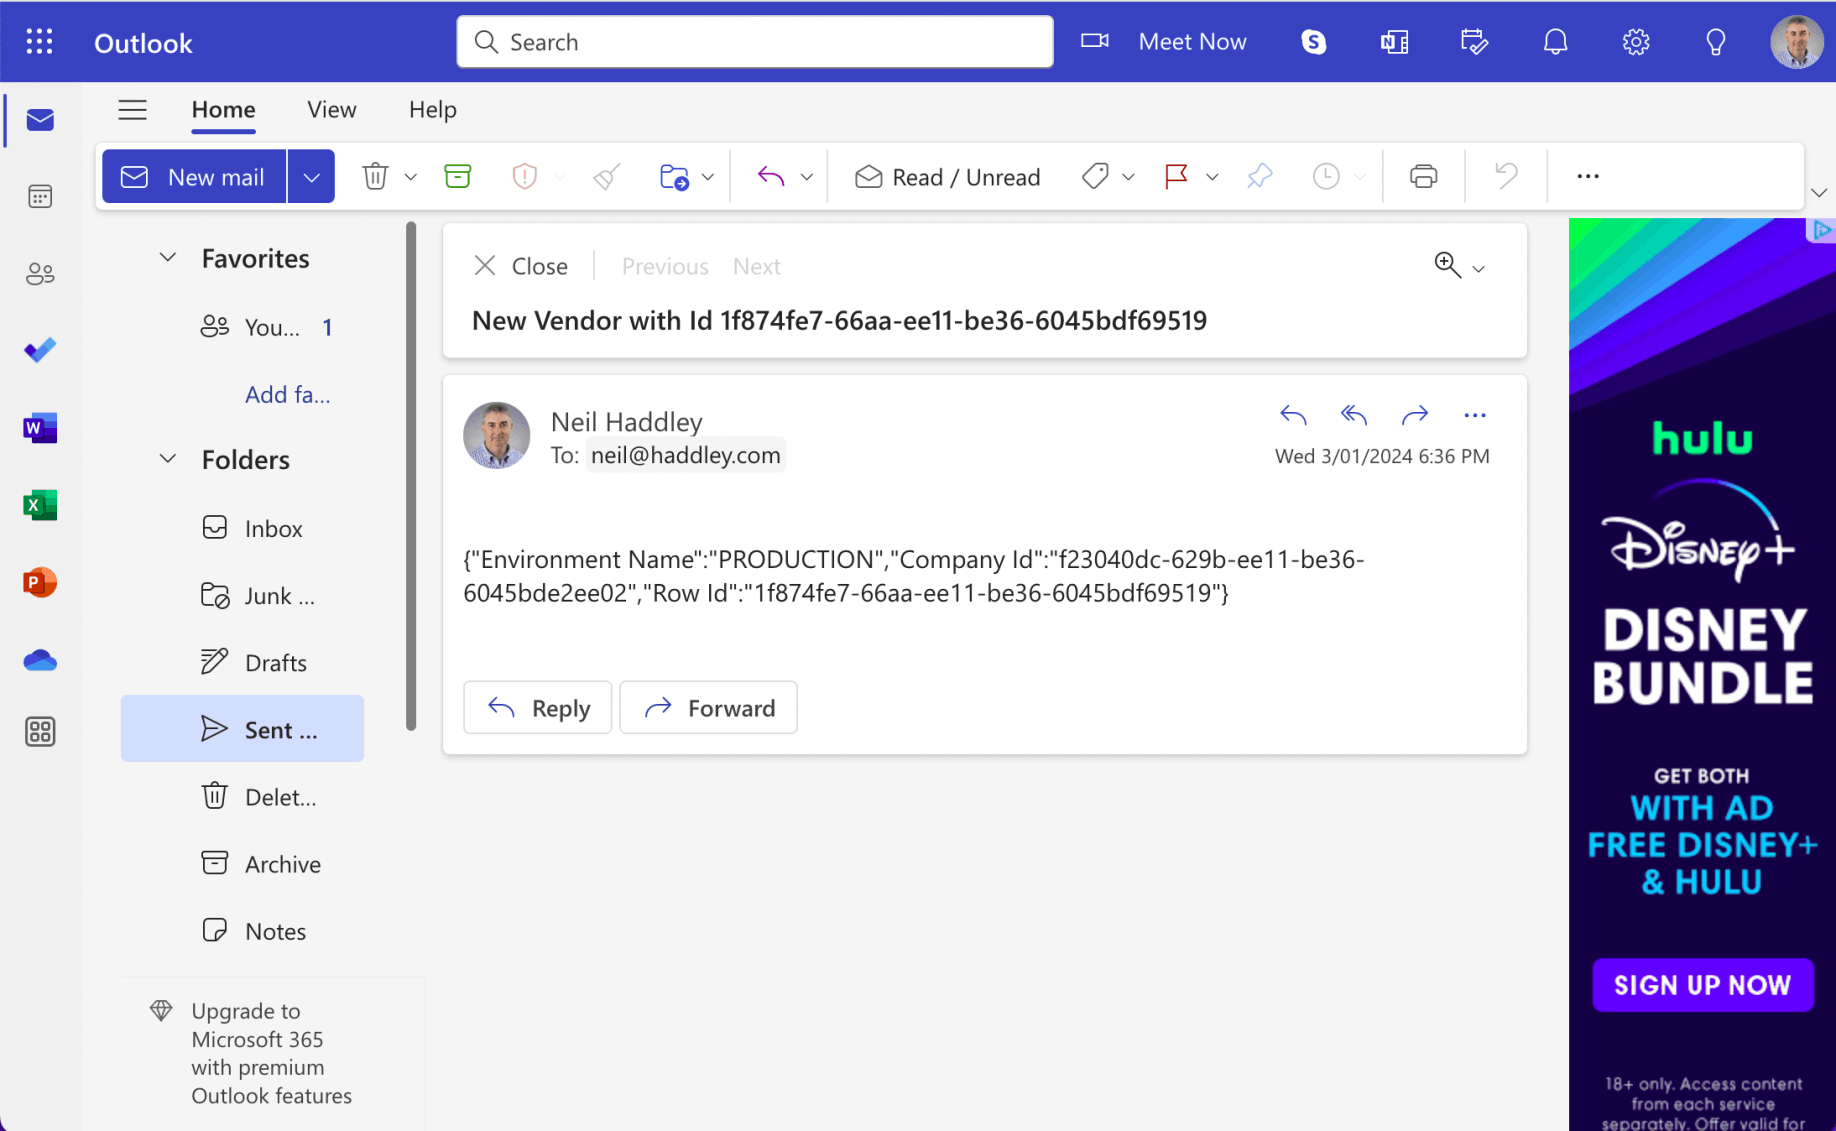 Outlook
Search
Meet Now
Home
View
Help
New mail
Read / Unread
Favorites
You... 1
Add fa...
Folders
Inbox
Junk ...
Drafts
Sent ...
Delet...
Archive
Notes
Upgrade to
Microsoft 365
with premium
Outlook features
Close
Previous
Next
New Vendor with Id 1f874fe7-66aa-ee11-be36-6045bdf69519
Neil Haddley
To: neil@haddley.com
Wed 3/01/2024 6:36 PM
{"Environment Name":"PRODUCTION","Company Id":"f23040dc-629b-ee11-be36-
6045bde2ee02","Row Id":"1f874fe7-66aa-ee11-be36-6045bdf69519"}
Reply
Forward
hulu
Disney+
DISNEY
BUNDLE
GET BOTH
WITH AD
FREE DISNEY+
& HULU
SIGN UP NOW
18+ only. Access content
from each service
separately. Offer valid for